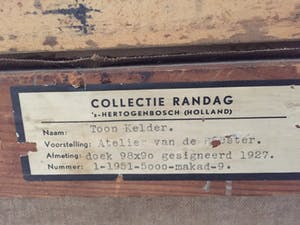 COLLECTIE RANDAG
's-HERTOGENBOSCH (HOLLAND)
Naam: Toon Kelder.
Voorstelling: Atelier van de Meester.
Afmeting: doek 98x90 gesigneerd 1927.
Nummer: 1-1951-5000-makad-9.